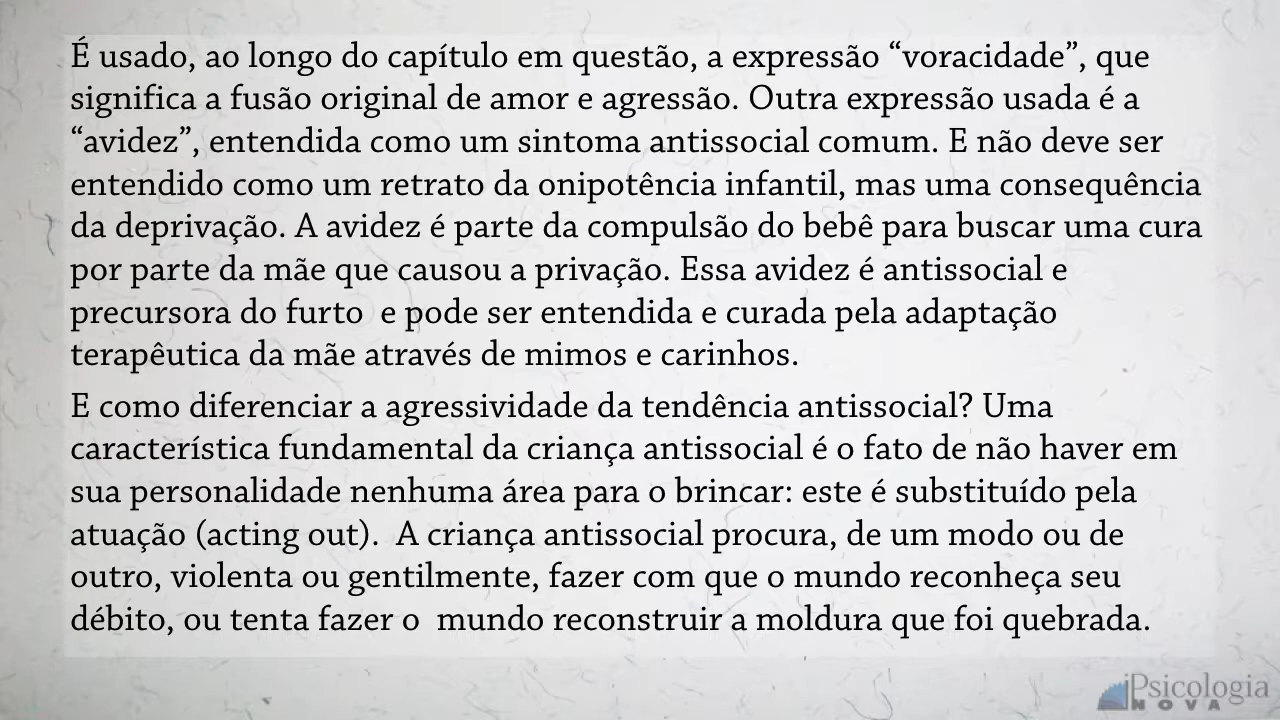 É usado, ao longo do capítulo em questão, a expressão “voracidade”, que
significa a fusão original de amor e agressão. Outra expressão usada é a
“avidez”, entendida como um sintoma antissocial comum. E não deve ser
entendido como um retrato da onipotência infantil, mas uma consequência
da deprivação. A avidez é parte da compulsão do bebê para buscar uma cura
por parte da mãe que causou a privação. Essa avidez é antissocial e
precursora do furto  e pode ser entendida e curada pela adaptação
terapêutica da mãe através de mimos e carinhos.
E como diferenciar a agressividade da tendência antissocial? Uma
característica fundamental da criança antissocial é o fato de não haver em
sua personalidade nenhuma área para o brincar: este é substituído pela
atuação (acting out).  A criança antissocial procura, de um modo ou de
outro, violenta ou gentilmente, fazer com que o mundo reconheça seu
débito, ou tenta fazer o  mundo reconstruir a moldura que foi quebrada.
Psicologia
NOVA